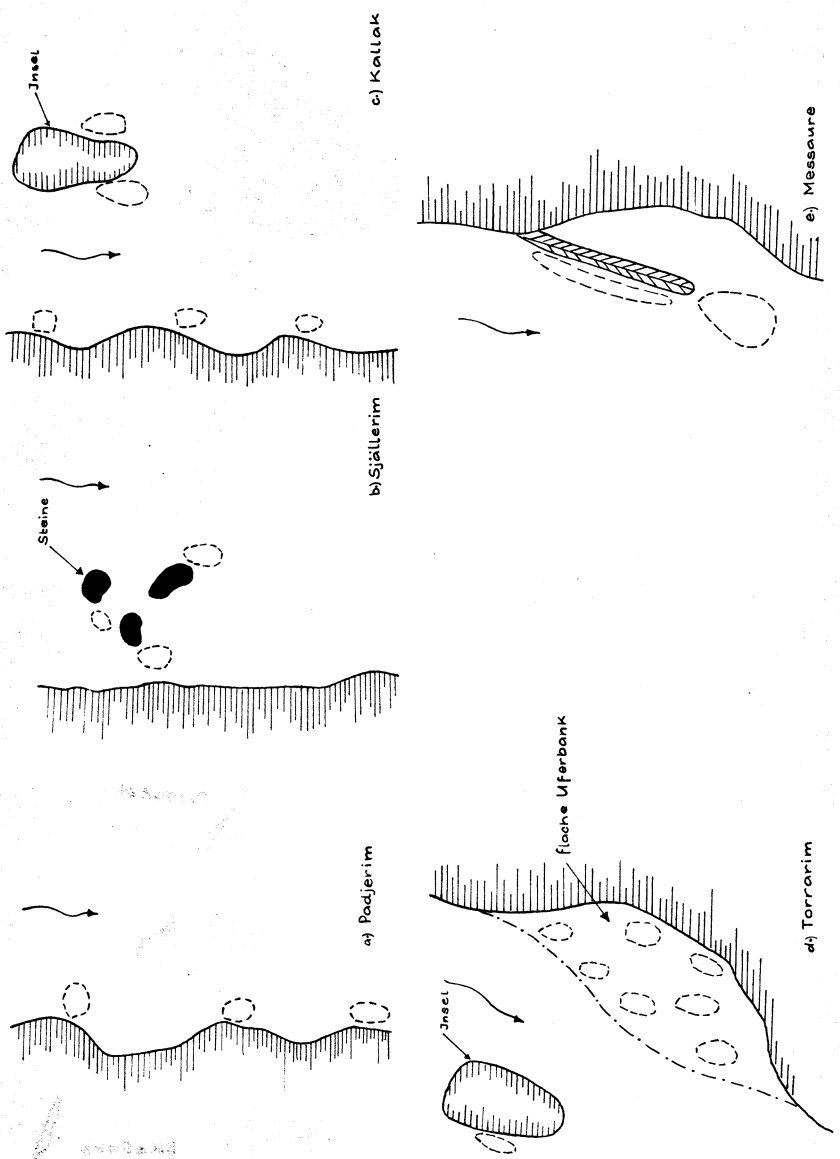 a) Padjerim
b) Själlerim
Steine
c) Kallak
Jnsel
d) Torrarim
Jnsel
flache Uferbank
e) Messaure